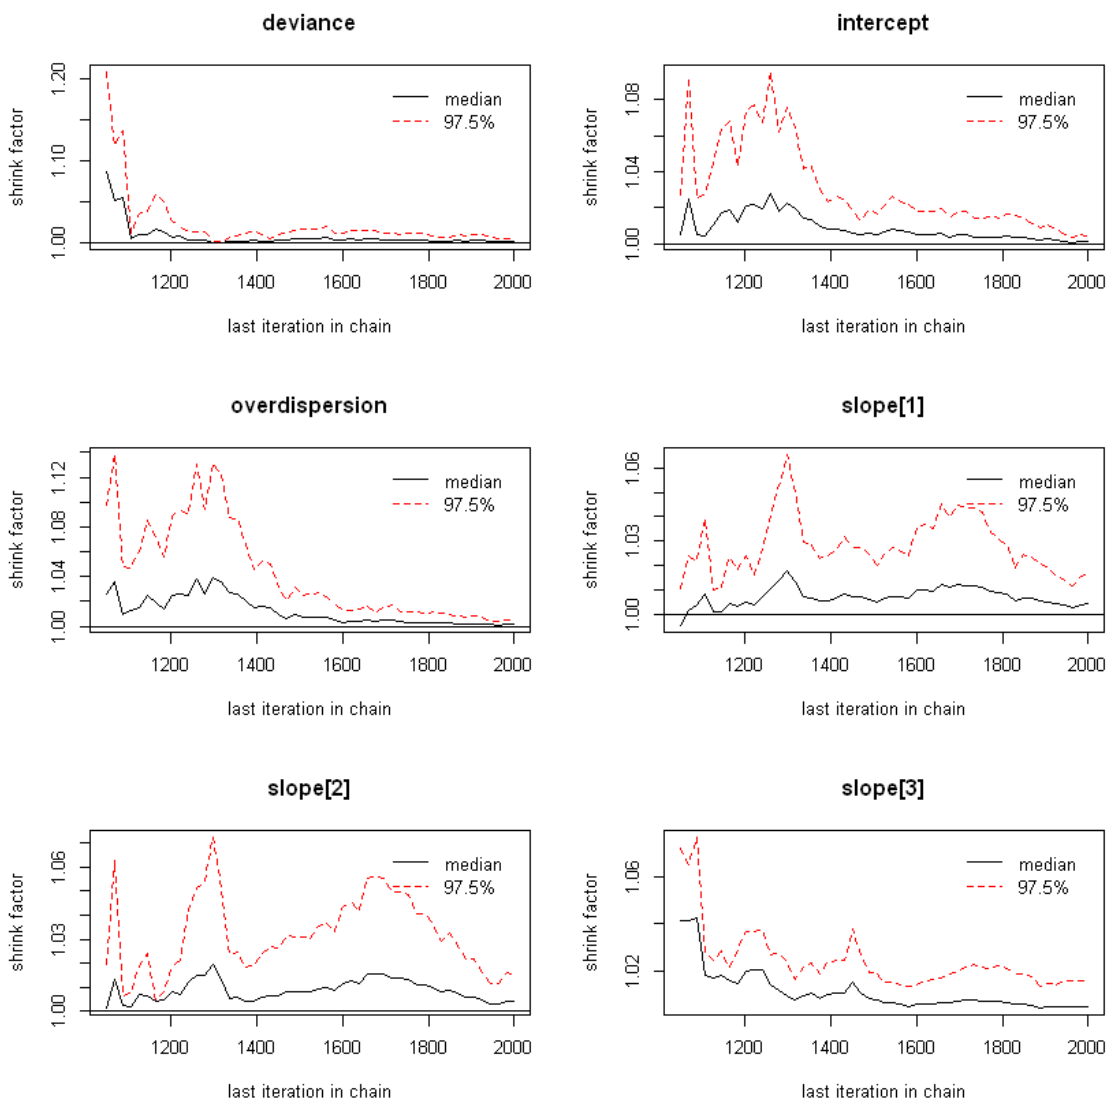 deviance
shrink factor
1.00 1.10 1.20
median
97.5%
1200 1400 1600 1800 2000
last iteration in chain
intercept
shrink factor
1.00 1.04 1.08
median
97.5%
1200 1400 1600 1800 2000
last iteration in chain
overdispersion
shrink factor
1.00 1.04 1.08 1.12
median
97.5%
1200 1400 1600 1800 2000
last iteration in chain
slope[1]
shrink factor
1.00 1.03 1.06
median
97.5%
1200 1400 1600 1800 2000
last iteration in chain
slope[2]
shrink factor
1.00 1.03 1.06
median
97.5%
1200 1400 1600 1800 2000
last iteration in chain
slope[3]
shrink factor
1.02 1.06
median
97.5%
1200 1400 1600 1800 2000
last iteration in chain